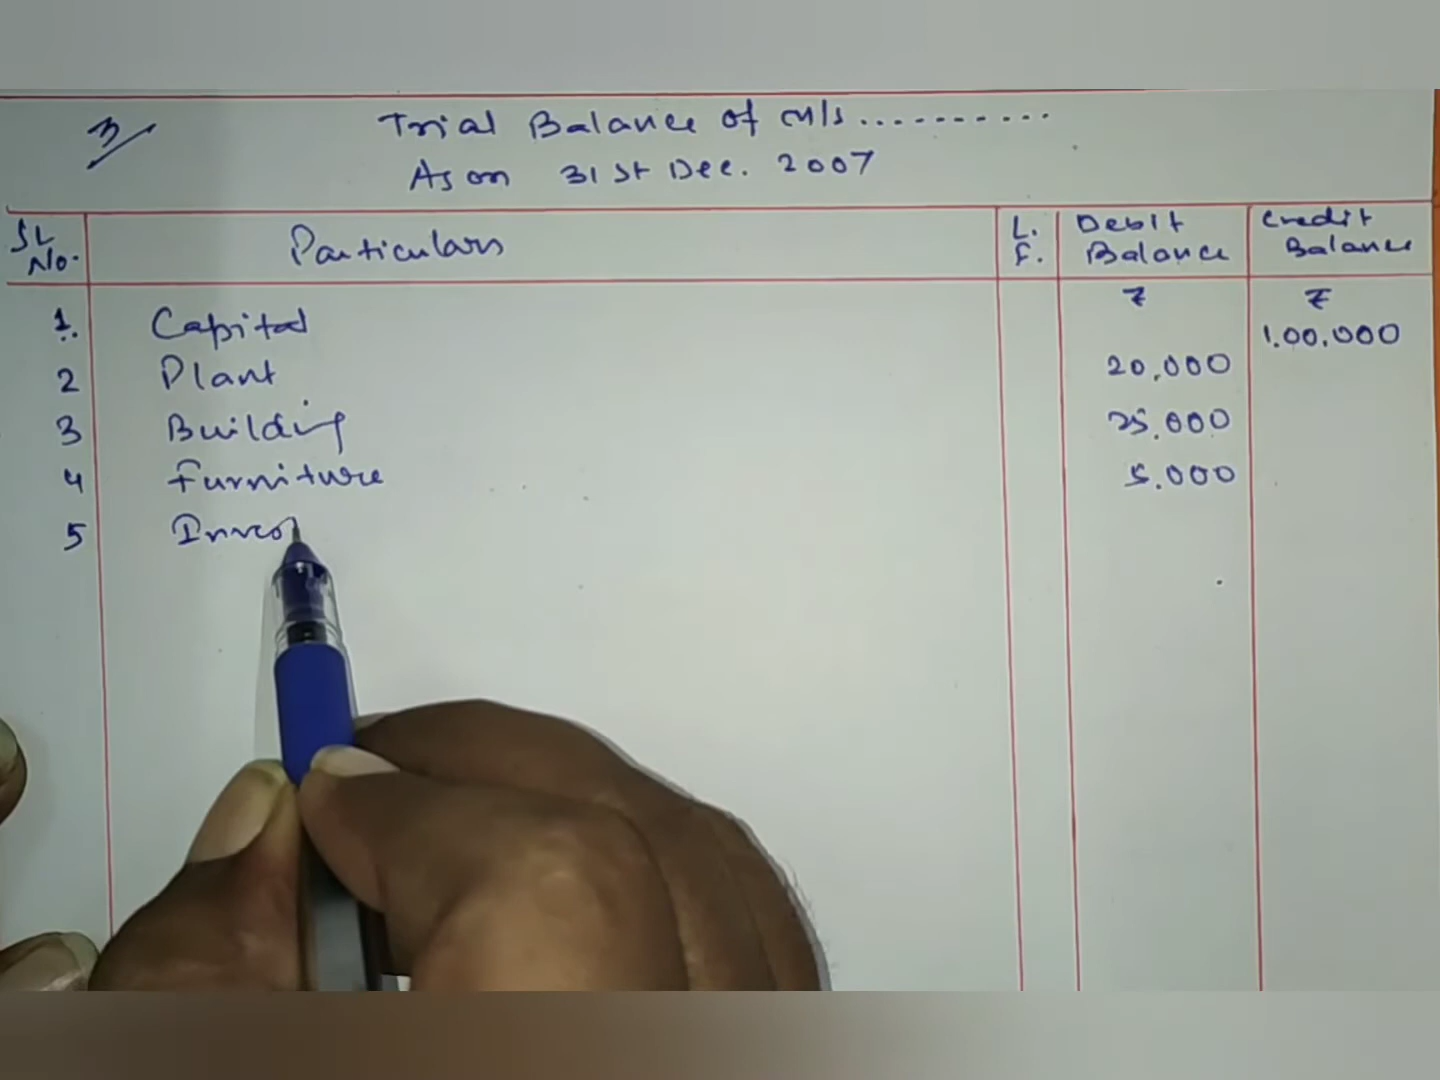 3
Trial Balance of M/s..........
As on 31st Dec. 2007
SL No. Particulars L. F. Debit Balance Credit Balance
₹ ₹
1. Capital 1,00,000
2 Plant 20,000
3 Building 25,000
4 Furniture 5,000
5